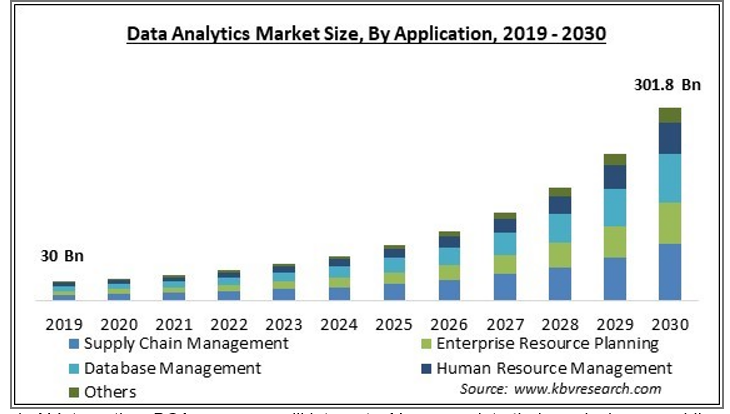 Data Analytics Market Size, By Application, 2019 - 2030
301.8 Bn
30 Bn
2019 2020 2021 2022 2023 2024 2025 2026 2027 2028 2029 2030
Supply Chain Management Enterprise Resource Planning
Database Management Human Resource Management
Others
Source: www.kbvresearch.com